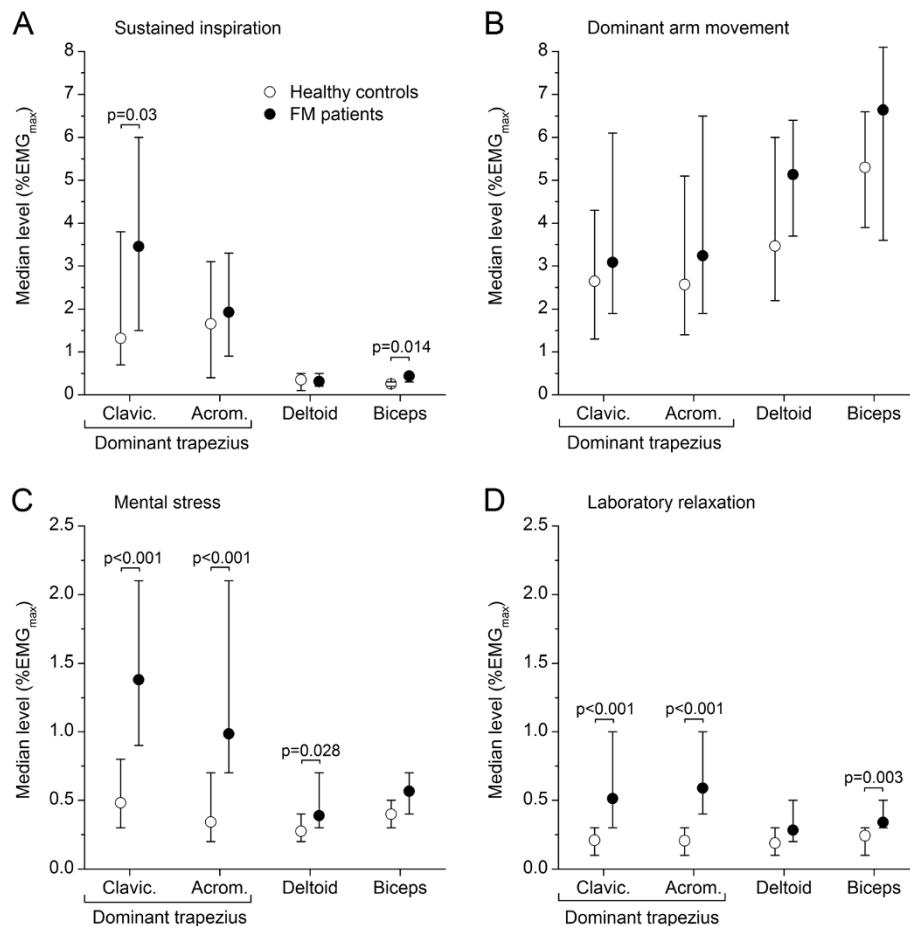 A Sustained inspiration
Median level (%EMGmax)
8
7
6
5
4
3
2
1
0
Healthy controls
FM patients
p=0.03
p=0.014
Clavic. Acrom. Deltoid Biceps
Dominant trapezius
B Dominant arm movement
Median level (%EMGmax)
8
7
6
5
4
3
2
1
0
Clavic. Acrom. Deltoid Biceps
Dominant trapezius
C Mental stress
Median level (%EMGmax)
2.5
2.0
1.5
1.0
0.5
0.0
p<0.001 p<0.001
p=0.028
Clavic. Acrom. Deltoid Biceps
Dominant trapezius
D Laboratory relaxation
Median level (%EMGmax)
2.5
2.0
1.5
1.0
0.5
0.0
p<0.001 p<0.001
p=0.003
Clavic. Acrom. Deltoid Biceps
Dominant trapezius